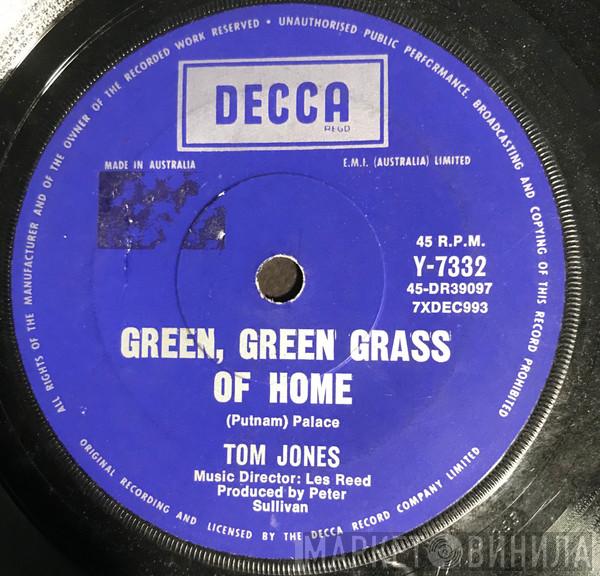 ALL RIGHTS OF THE MANUFACTURER AND OF THE OWNER OF THE RECORDED WORK RESERVED • UNAUTHORISED PUBLIC PERFORMANCE, BROADCASTING AND COPYING OF THIS RECORD PROHIBITED
DECCA
REGD
MADE IN AUSTRALIA
E.M.I. (AUSTRALIA) LIMITED
45 R.P.M.
Y-7332
45-DR39097
7XDEC993
GREEN, GREEN GRASS
OF HOME
(Putnam) Palace
TOM JONES
Music Director: Les Reed
Produced by Peter
Sullivan
ORIGINAL RECORDING AND LICENSED BY THE DECCA RECORD COMPANY LIMITED
МАРКЕТ ВИНИЛА